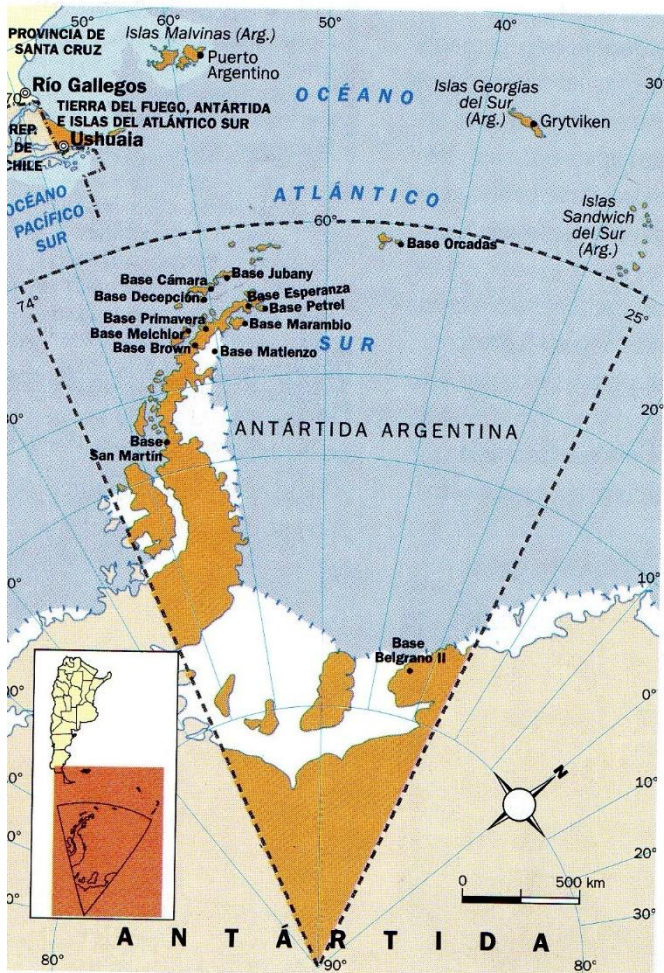 50°
60°
50°
40°
30°
PROVINCIA DE
SANTA CRUZ
Islas Malvinas (Arg.)
Puerto
Argentino
Río Gallegos
70°
TIERRA DEL FUEGO, ANTÁRTIDA
E ISLAS DEL ATLÁNTICO SUR
REP.
DE
CHILE
Ushuaia
OCÉANO
Islas Georgias
del Sur
(Arg.)
Grytviken
OCÉANO
PACÍFICO
SUR
ATLÁNTICO
60°
Islas
Sandwich
del Sur
(Arg.)
Base Orcadas
74°
25°
Base Cámara
Base Jubany
Base Decepción
Base Esperanza
Base Petrel
Base Primavera
Base Melchior
Base Marambio
Base Brown
Base Matienzo
SUR
20°
ANTÁRTIDA ARGENTINA
Base
San Martín
10°
Base
Belgrano II
0°
N
10°
20°
30°
0 500 km
ANTÁRTIDA
80°
90°
80°